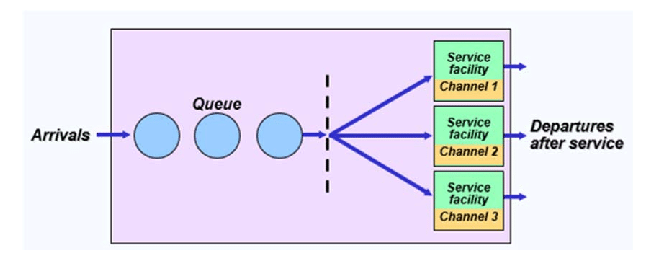 Arrivals
Queue
Service
facility
Channel 1
Service
facility
Channel 2
Service
facility
Channel 3
Departures
after service